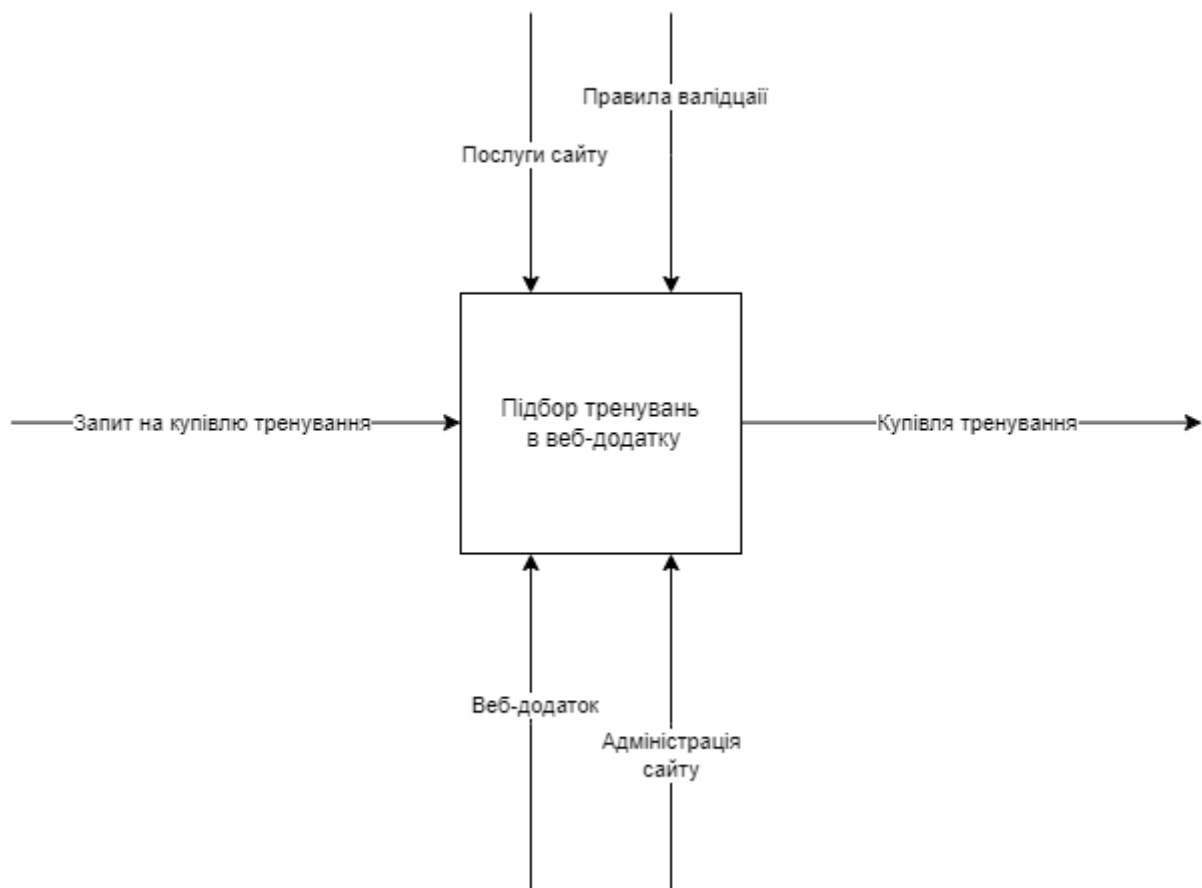 Правила валідцаії
Послуги сайту
Запит на купівлю тренування
Підбор тренувань
в веб-додатку
Купівля тренування
Веб-додаток
Адміністрація
сайту